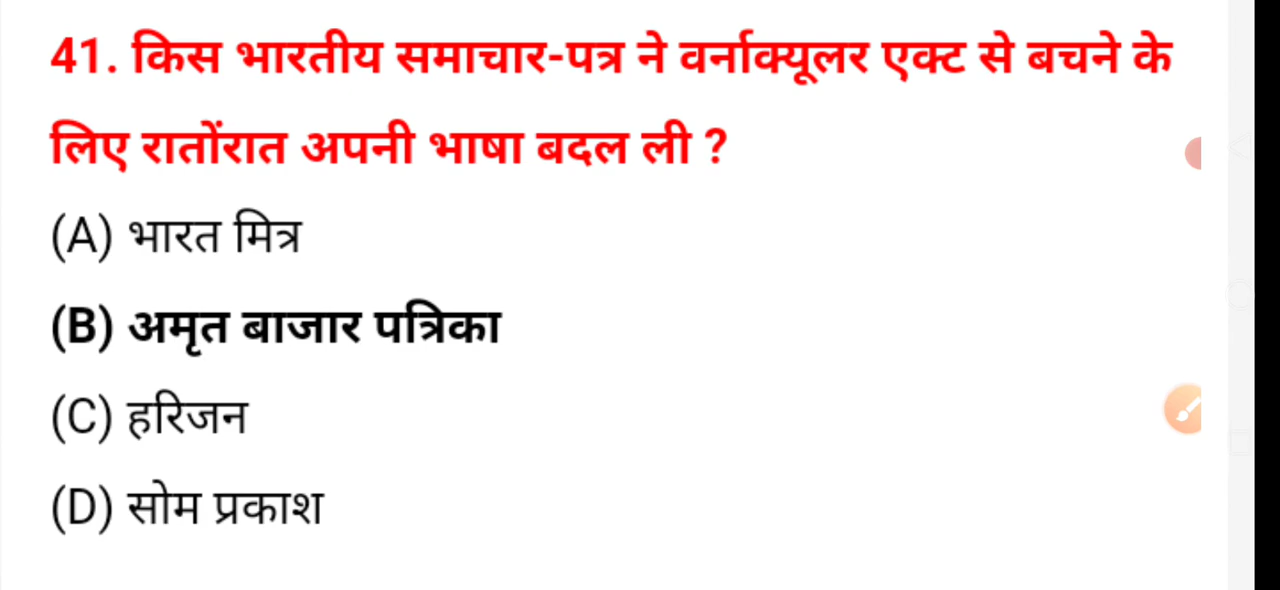 41. किस भारतीय समाचार-पत्र ने वर्नाक्यूलर एक्ट से बचने के
लिए रातोंरात अपनी भाषा बदल ली ?
(A) भारत मित्र
(B) अमृत बाजार पत्रिका
(C) हरिजन
(D) सोम प्रकाश